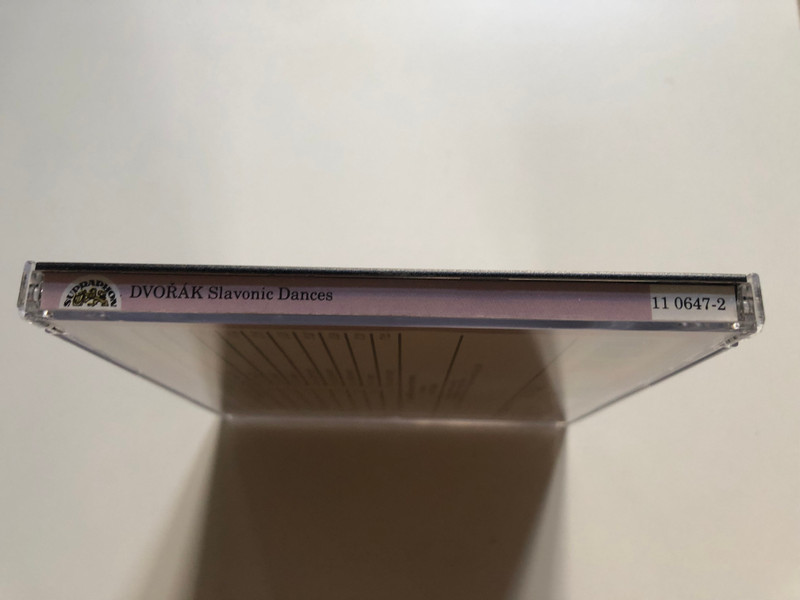 SUPRAPHON
DVOŘÁK Slavonic Dances
11 0647-2